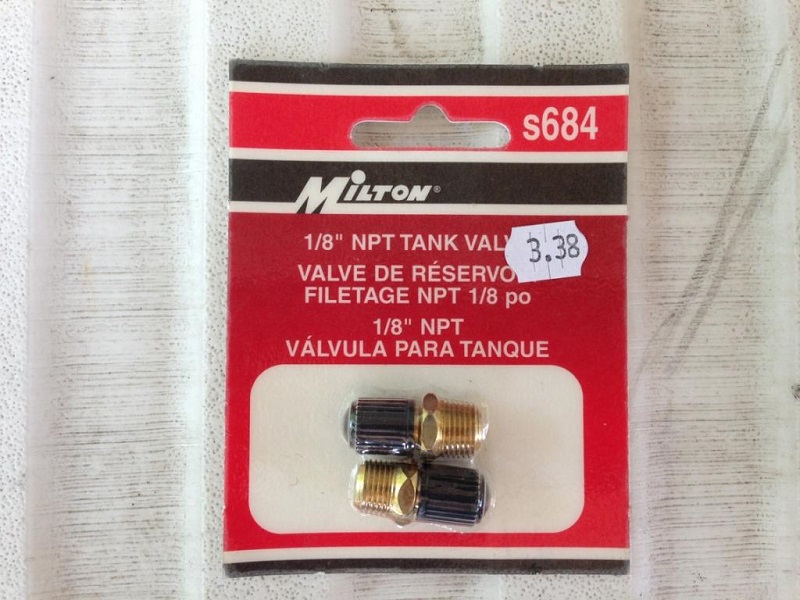 s684
MILTON®
1/8" NPT TANK VALV
3.38
VALVE DE RÉSERVO
FILETAGE NPT 1/8 po
1/8" NPT
VÁLVULA PARA TANQUE